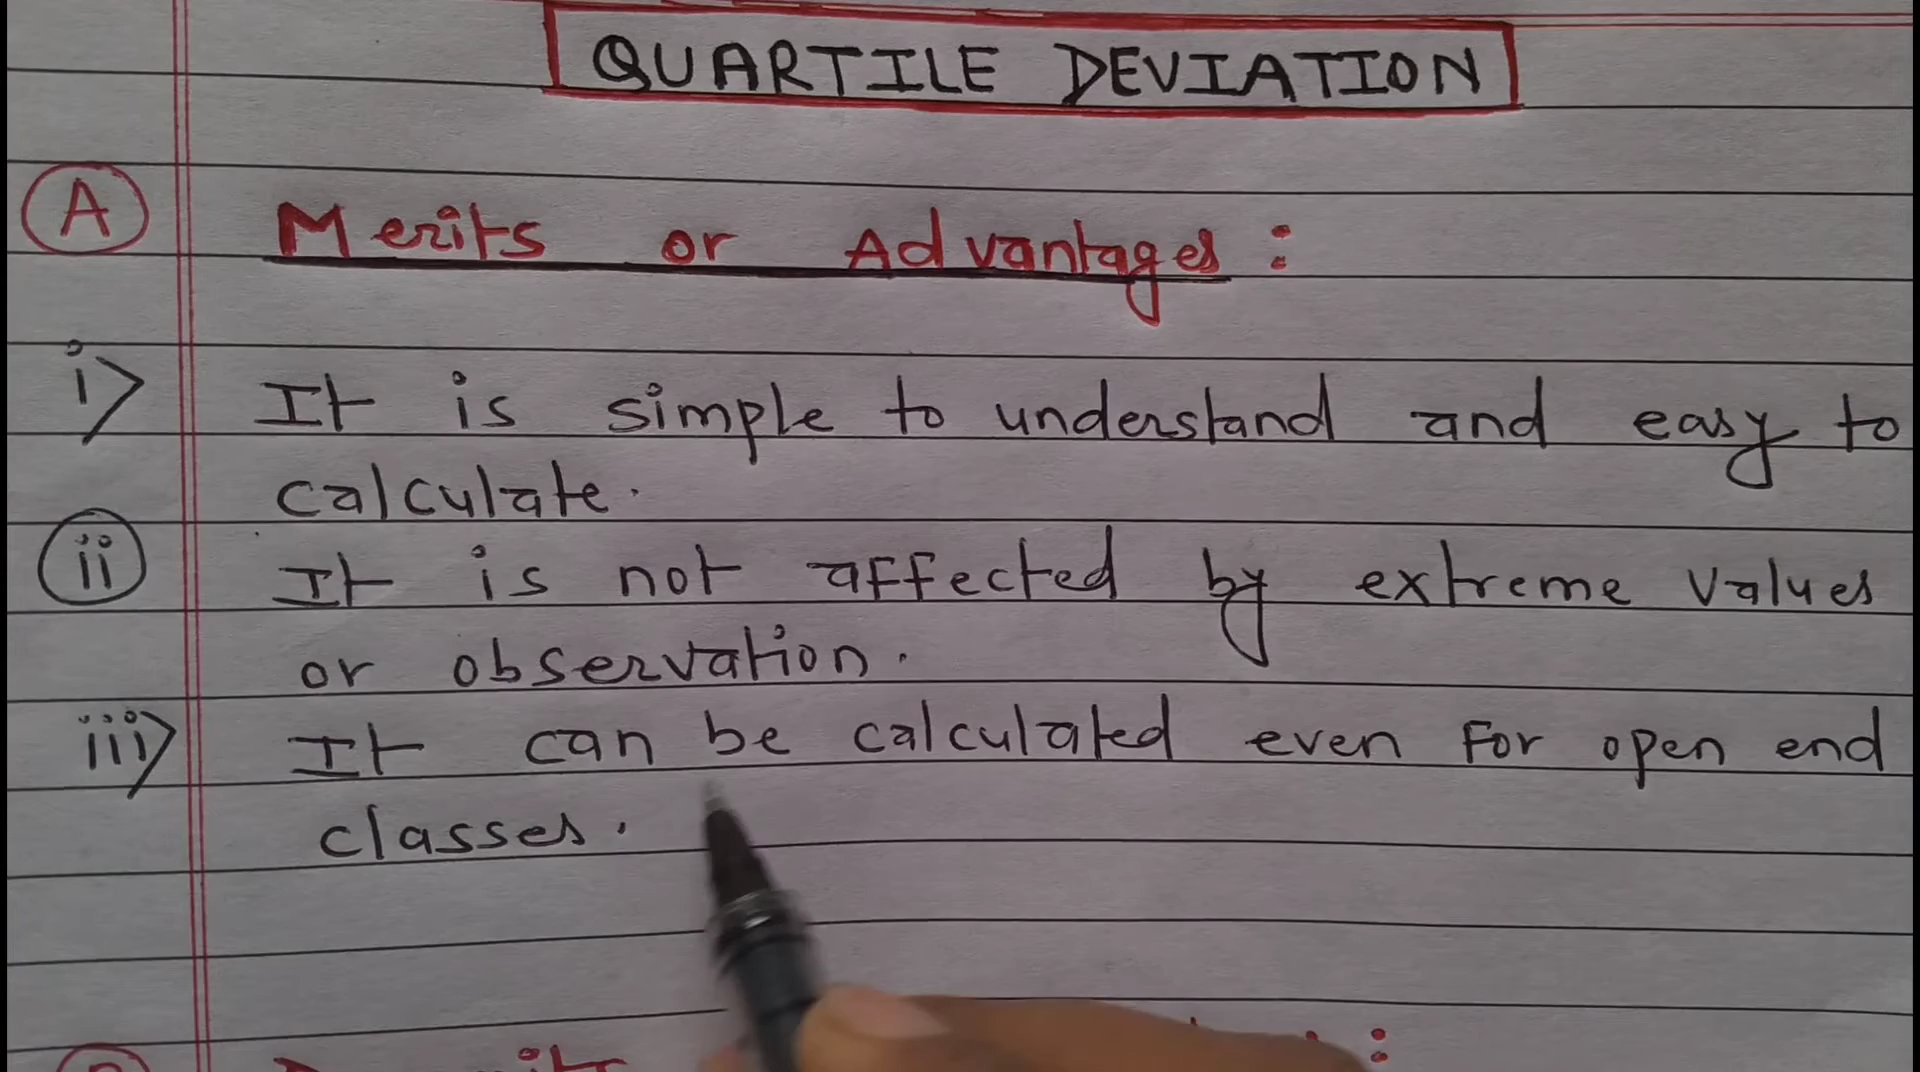 QUARTILE DEVIATION
A Merits or Advantages :
i) It is simple to understand and easy to
calculate.
ii It is not affected by extreme values
or observation.
iii) It can be calculated even for open end
classes.